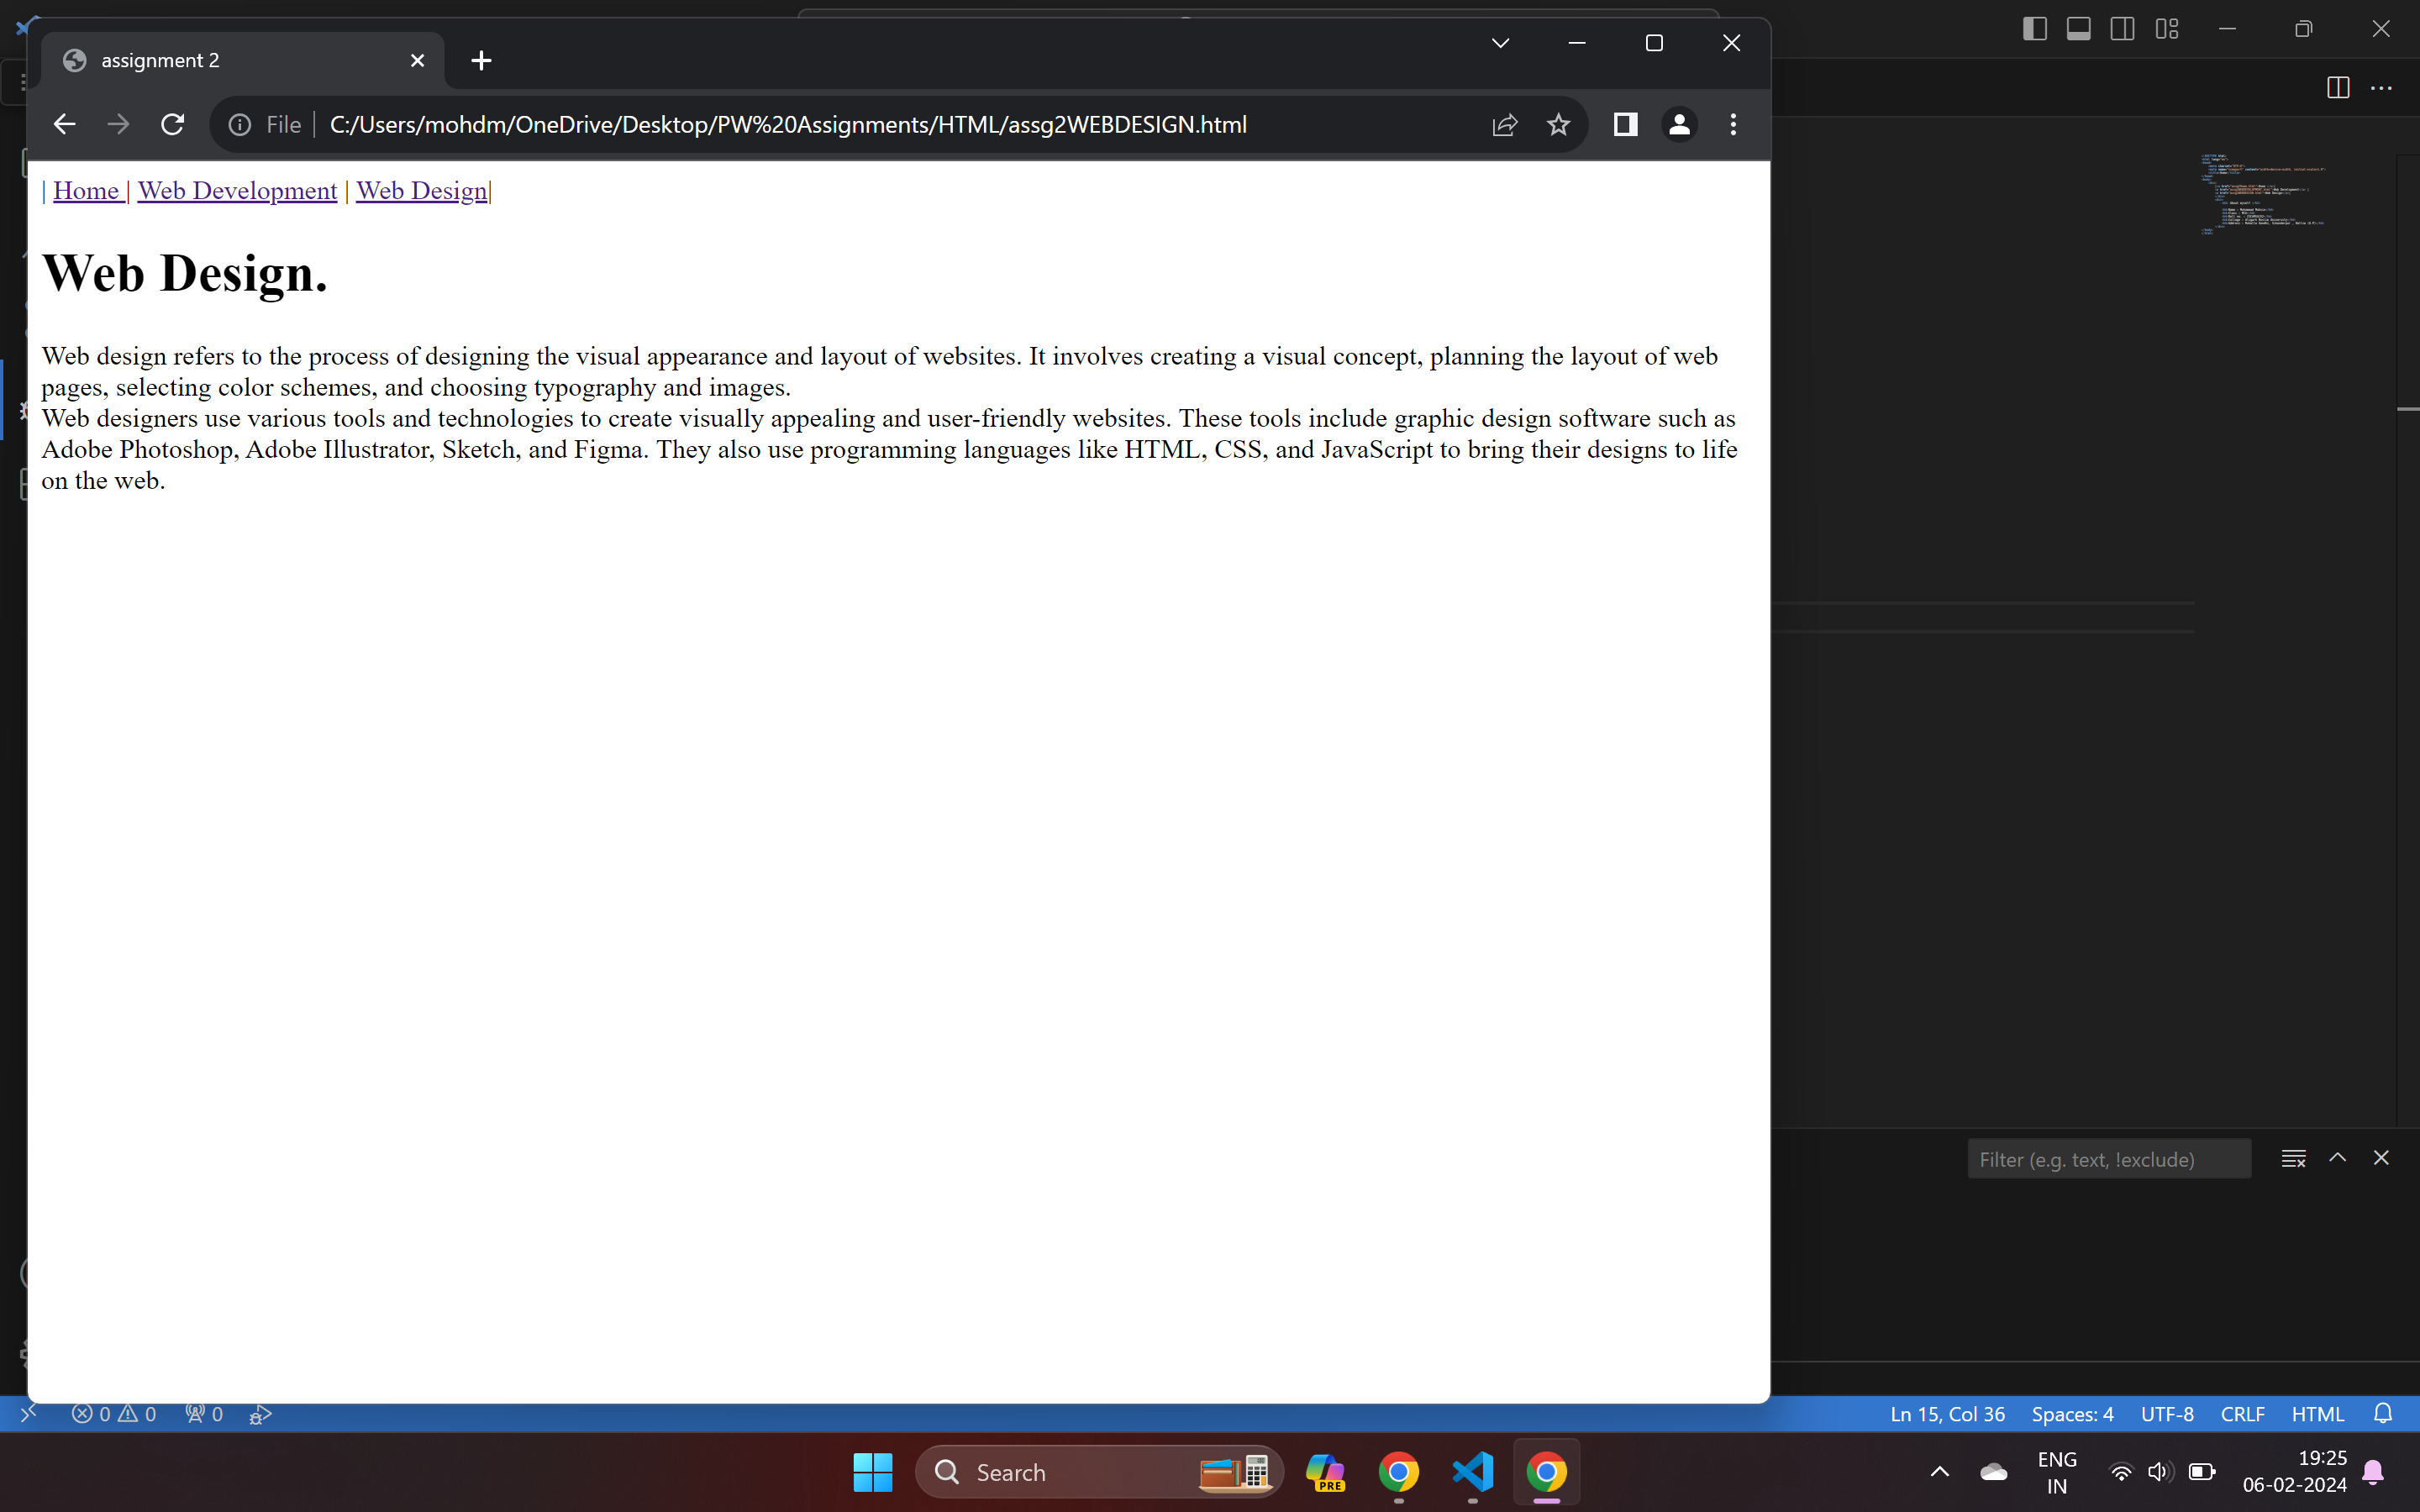 assignment 2
File | C:/Users/mohdm/OneDrive/Desktop/PW%20Assignments/HTML/assg2WEBDESIGN.html
| Home | Web Development | Web Design|
Web Design.
Web design refers to the process of designing the visual appearance and layout of websites. It involves creating a visual concept, planning the layout of web
pages, selecting color schemes, and choosing typography and images.
Web designers use various tools and technologies to create visually appealing and user-friendly websites. These tools include graphic design software such as
Adobe Photoshop, Adobe Illustrator, Sketch, and Figma. They also use programming languages like HTML, CSS, and JavaScript to bring their designs to life
on the web.
Filter (e.g. text, !exclude)
0 0 0 Ln 15, Col 36 Spaces: 4 UTF-8 CRLF HTML
Search
PRE
ENG
IN
19:25
06-02-2024